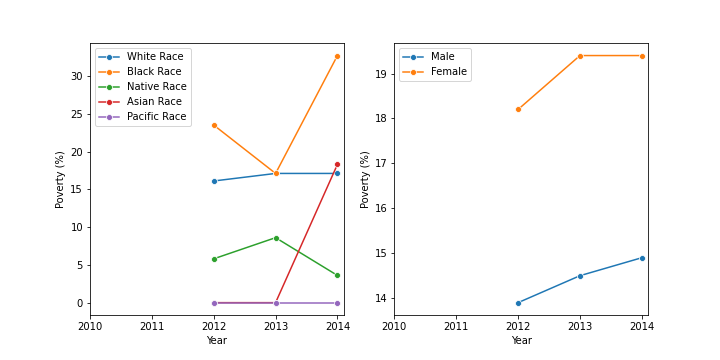 White Race
Black Race
Native Race
Asian Race
Pacific Race
30
25
20
15
10
5
0
Poverty (%)
2010 2011 2012 2013 2014
Year
Male
Female
19
18
17
16
15
14
Poverty (%)
2010 2011 2012 2013 2014
Year